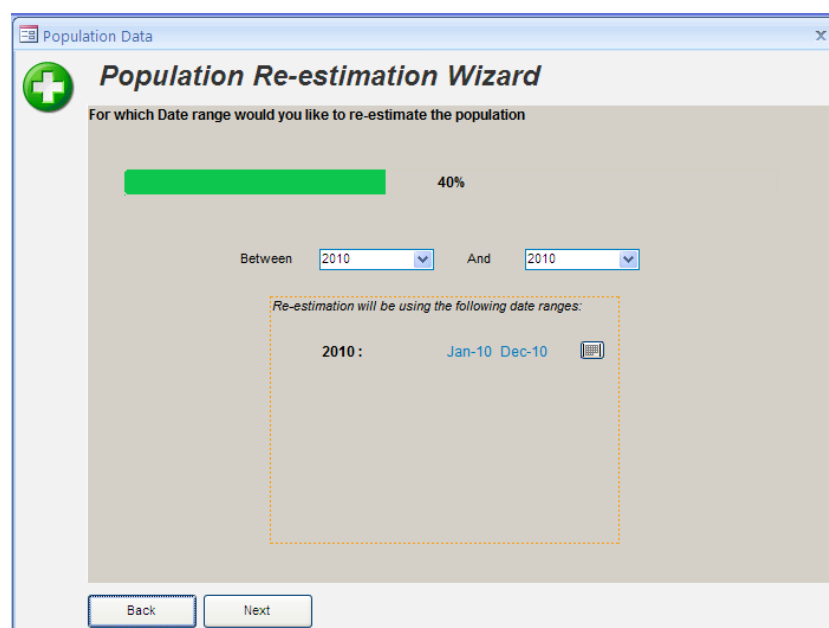 Population Data
Population Re-estimation Wizard
For which Date range would you like to re-estimate the population
40%
Between 2010 And 2010
Re-estimation will be using the following date ranges:
2010 : Jan-10 Dec-10
Back Next